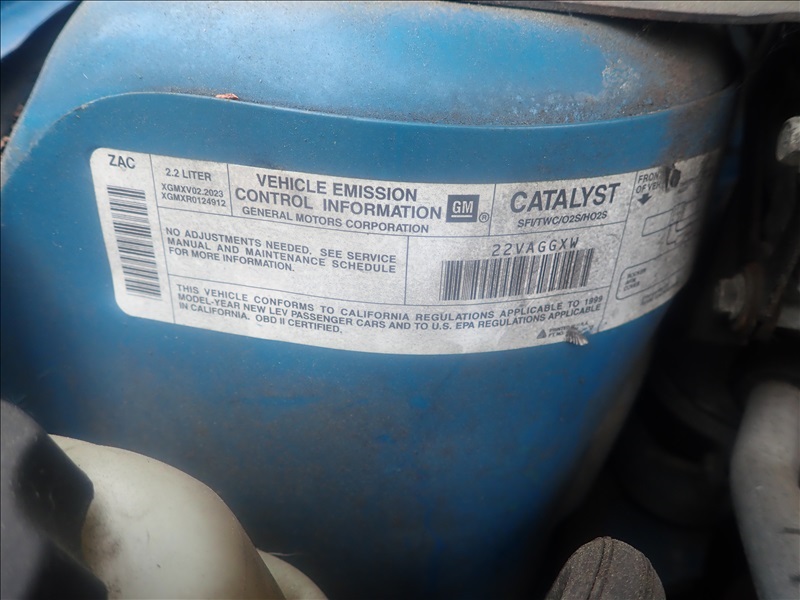 ZAC
2.2 LITER
XGMXV02.2023
XGMXR0124912
VEHICLE EMISSION
CONTROL INFORMATION
GENERAL MOTORS CORPORATION
GM ®
CATALYST
SFI/TWC/O2S/HO2S
FRONT
OF
NO ADJUSTMENTS NEEDED. SEE SERVICE
MANUAL AND MAINTENANCE SCHEDULE
FOR MORE INFORMATION.
22VAGGXW
THIS VEHICLE CONFORMS TO CALIFORNIA REGULATIONS APPLICABLE TO 1999
MODEL-YEAR NEW LEV PASSENGER CARS AND TO U.S. EPA REGULATIONS APPLICABLE
IN CALIFORNIA. OBD II CERTIFIED.